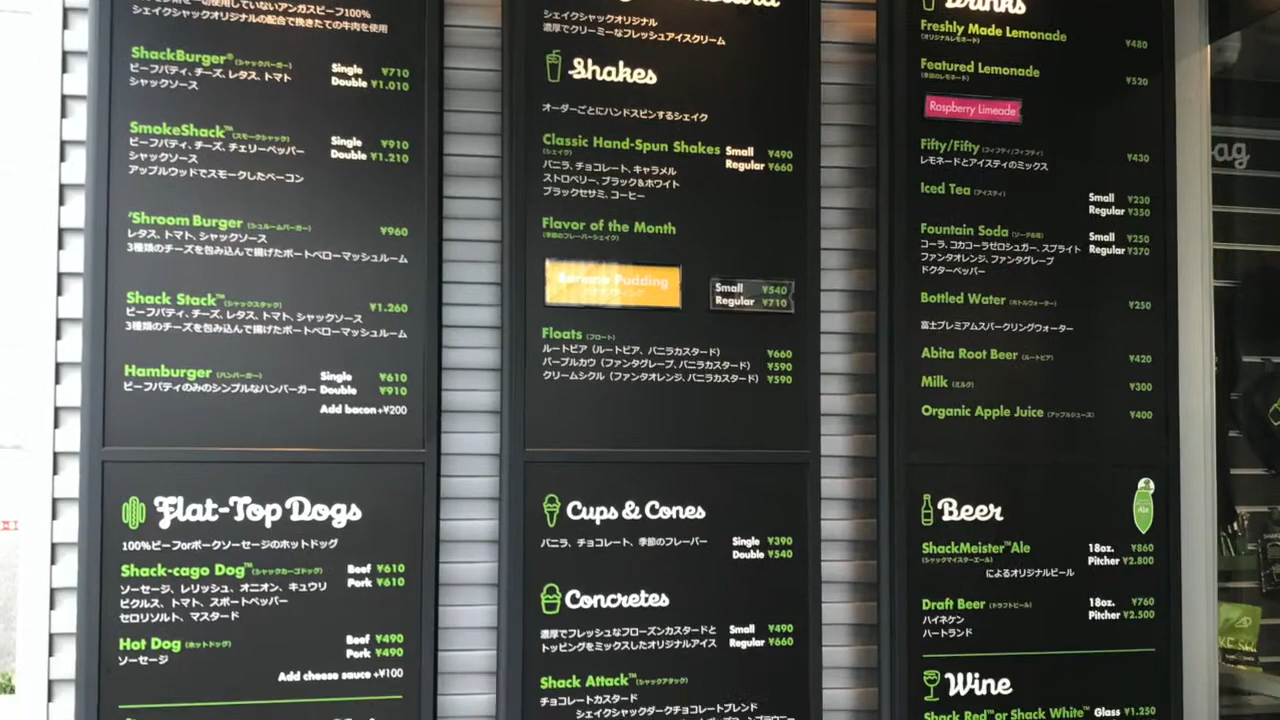 シェイクシャックオリジナルの配合で挽きたての牛肉を使用
ShackBurger® (シャックバーガー)
ビーフパティ、チーズ、レタス、トマト
シャックソース
Single ¥710
Double ¥1.010
SmokeShack™ (スモークシャック)
ビーフパティ、チーズ、チェリーペッパー
シャックソース
アップルウッドでスモークしたベーコン
Single ¥910
Double ¥1.210
'Shroom Burger (シュルームバーガー) ¥960
レタス、トマト、シャックソース
3種類のチーズを包み込んで揚げたポートベローマッシュルーム
Shack Stack™ (シャックスタック) ¥1.260
ビーフパティ、チーズ、レタス、トマト、シャックソース
3種類のチーズを包み込んで揚げたポートベローマッシュルーム
Hamburger (ハンバーガー)
ビーフパティのみのシンプルなハンバーガー
Single ¥610
Double ¥910
Add bacon +¥200
Flat-Top Dogs
100%ビーフorポークソーセージのホットドッグ
Shack-cago Dog™ (シャックカーゴドッグ)
ソーセージ、レリッシュ、オニオン、キュウリ
ピクルス、トマト、スポートペッパー
セロリソルト、マスタード
Beef ¥610
Pork ¥610
Hot Dog (ホットドッグ)
ソーセージ
Beef ¥490
Pork ¥490
Add cheese sauce +¥100
シェイクシャックオリジナル
濃厚でクリーミーなフレッシュアイスクリーム
Shakes
オーダーごとにハンドスピンするシェイク
Classic Hand-Spun Shakes
(シェイク)
バニラ、チョコレート、キャラメル
ストロベリー、ブラック&ホワイト
ブラックセサミ、コーヒー
Small ¥490
Regular ¥660
Flavor of the Month
(季節のフレーバーシェイク)
Banana Pudding
Small ¥540
Regular ¥710
Floats (フロート)
ルートビア（ルートビア、バニラカスタード） ¥660
パープルカウ（ファンタグレープ、バニラカスタード） ¥590
クリームシクル（ファンタオレンジ、バニラカスタード） ¥590
Cups & Cones
バニラ、チョコレート、季節のフレーバー
Single ¥390
Double ¥540
Concretes
濃厚でフレッシュなフローズンカスタードと
トッピングをミックスしたオリジナルアイス
Small ¥490
Regular ¥660
Shack Attack™ (シャックアタック)
チョコレートカスタード
シェイクシャックダークチョコレートブレンド
Drinks
Freshly Made Lemonade ¥480
(オリジナルレモネード)
Featured Lemonade ¥520
(季節のレモネード)
Raspberry Limeade
Fifty/Fifty (フィフティ/フィフティ) ¥430
レモネードとアイスティのミックス
Iced Tea (アイスティ)
Small ¥230
Regular ¥350
Fountain Soda
コーラ、コカコーラゼロシュガー、スプライト
ファンタオレンジ、ファンタグレープ
ドクターペッパー
Small ¥250
Regular ¥370
Bottled Water (ボトルウォーター) ¥250
富士プレミアムスパークリングウォーター
Abita Root Beer (ルートビア) ¥420
Milk (ミルク) ¥300
Organic Apple Juice (アップルジュース) ¥400
Beer
Ale
ShackMeister™ Ale
(シャックマイスターエール)
によるオリジナルビール
18oz. ¥860
Pitcher ¥2.800
Draft Beer (ドラフトビール)
ハイネケン
ハートランド
18oz. ¥760
Pitcher ¥2.500
Wine
Shack Red™ or Shack White™ Glass ¥1.250
ag